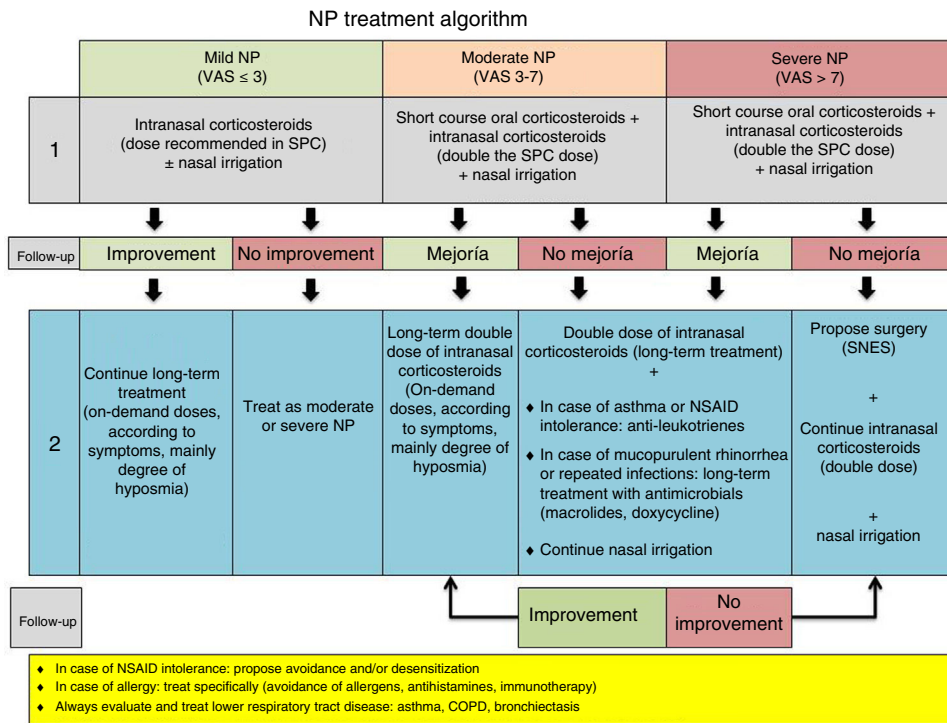 NP treatment algorithm
Mild NP
(VAS ≤ 3)
Moderate NP
(VAS 3-7)
Severe NP
(VAS > 7)
1
Intranasal corticosteroids
(dose recommended in SPC)
± nasal irrigation
Short course oral corticosteroids +
intranasal corticosteroids
(double the SPC dose)
+ nasal irrigation
Short course oral corticosteroids +
intranasal corticosteroids
(double the SPC dose)
+ nasal irrigation
Follow-up
Improvement
No improvement
Mejoría
No mejoría
Mejoría
No mejoría
2
Continue long-term
treatment
(on-demand doses,
according to
symptoms, mainly
degree of
hyposmia)
Treat as moderate
or severe NP
Long-term double
dose of intranasal
corticosteroids
(On-demand
doses, according
to symptoms,
mainly degree of
hyposmia)
Double dose of intranasal
corticosteroids (long-term treatment)
+
♦ In case of asthma or NSAID
intolerance: anti-leukotrienes
♦ In case of mucopurulent rhinorrhea
or repeated infections: long-term
treatment with antimicrobials
(macrolides, doxycycline)
♦ Continue nasal irrigation
Propose surgery
(SNES)
+
Continue intranasal
corticosteroids
(double dose)
+
nasal irrigation
Follow-up
Improvement
No
improvement
♦ In case of NSAID intolerance: propose avoidance and/or desensitization
♦ In case of allergy: treat specifically (avoidance of allergens, antihistamines, immunotherapy)
♦ Always evaluate and treat lower respiratory tract disease: asthma, COPD, bronchiectasis